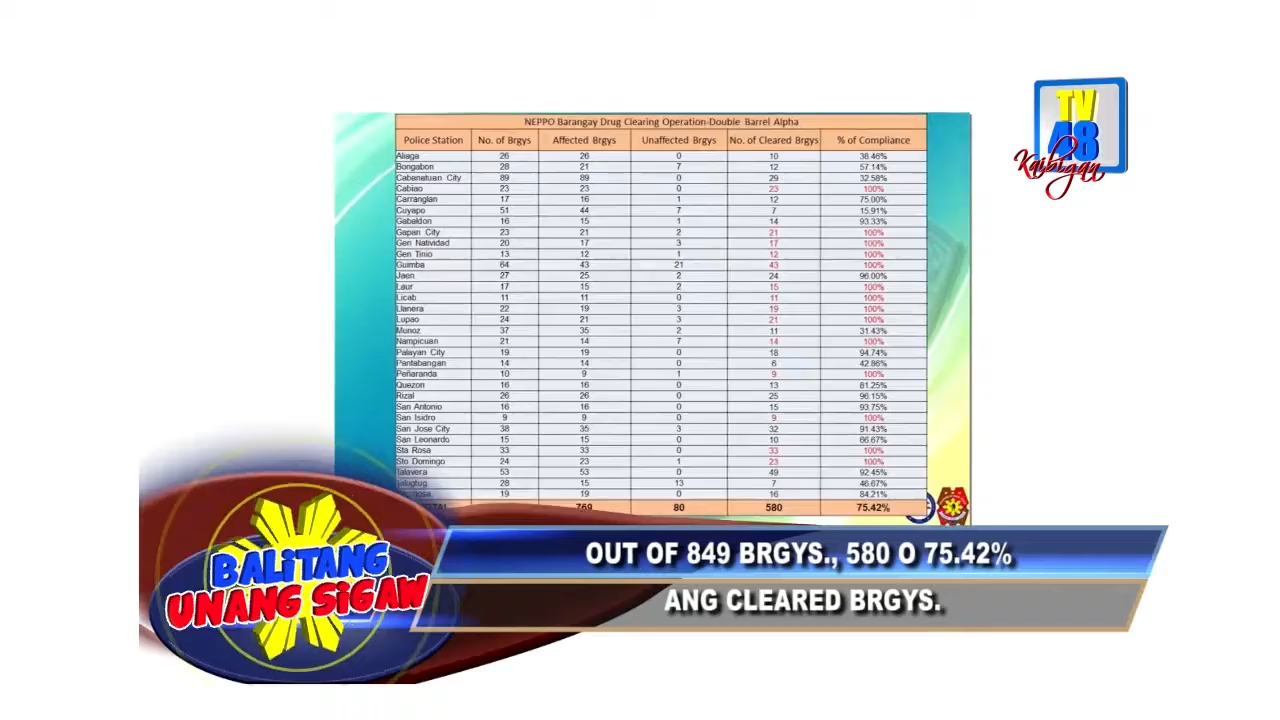 TV
48
Kaibigan
NEPPO Barangay Drug Clearing Operation-Double Barrel Alpha
Police Station No. of Brgys Affected Brgys Unaffected Brgys No. of Cleared Brgys % of Compliance
Aliaga 26 26 0 10 38.46%
Bongabon 28 21 7 12 57.14%
Cabanatuan City 89 89 0 29 32.58%
Cabiao 23 23 0 23 100%
Carranglan 17 16 1 12 75.00%
Cuyapo 51 44 7 7 15.91%
Gabaldon 16 15 1 14 93.33%
Gapan City 23 21 2 21 100%
Gen Natividad 20 17 3 17 100%
Gen Tinio 13 12 1 12 100%
Guimba 64 43 21 43 100%
Jaen 27 25 2 24 96.00%
Laur 17 15 2 15 100%
Licab 11 11 0 11 100%
Llanera 22 19 3 19 100%
Lupao 24 21 3 21 100%
Munoz 37 35 2 11 31.43%
Nampicuan 21 14 7 14 100%
Palayan City 19 19 0 18 94.74%
Pantabangan 14 14 0 6 42.86%
Peñaranda 10 9 1 9 100%
Quezon 16 16 0 13 81.25%
Rizal 26 26 0 25 96.15%
San Antonio 16 16 0 15 93.75%
San Isidro 9 9 0 9 100%
San Jose City 38 35 3 32 91.43%
San Leonardo 15 15 0 10 66.67%
Sta Rosa 33 33 0 33 100%
Sto Domingo 24 23 1 23 100%
Talavera 53 53 0 49 92.45%
Talugtug 28 15 13 7 46.67%
19 19 0 16 84.21%
769 80 580 75.42%
BALiTANG
UNANG SiGAW
OUT OF 849 BRGYS., 580 O 75.42%
ANG CLEARED BRGYS.